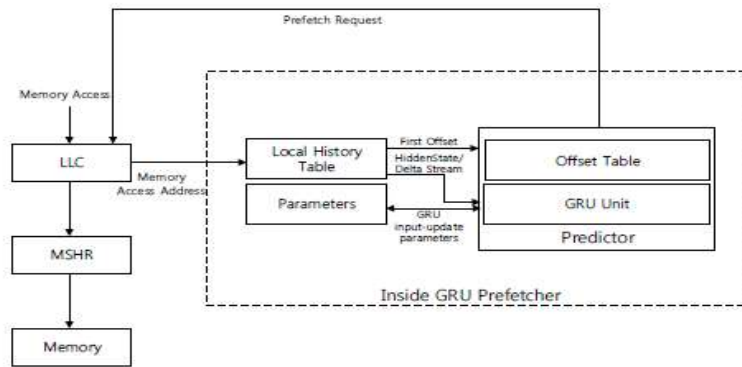 Prefetch Request
Memory Access
LLC
Memory
Access Address
Local History
Table
First Offset
HiddenState/
Delta Stream
Offset Table
Parameters
GRU
input-update
parameters
GRU Unit
Predictor
MSHR
Inside GRU Prefetcher
Memory